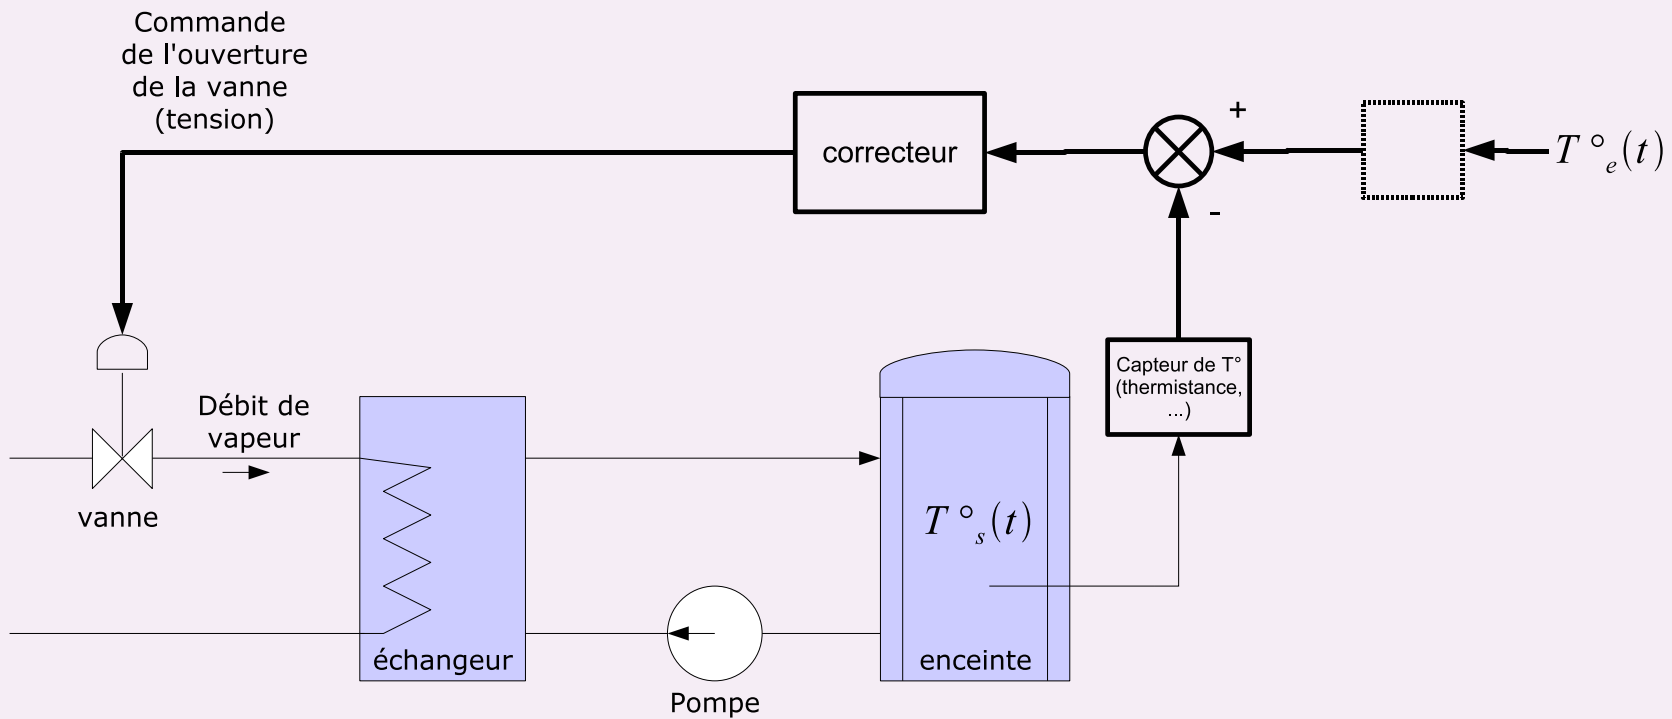 Commande
de l'ouverture
de la vanne
(tension)
correcteur
+
-
T°e(t)
Capteur de T°
(thermistance,
...)
Débit de
vapeur
vanne
T°s(t)
échangeur
enceinte
Pompe